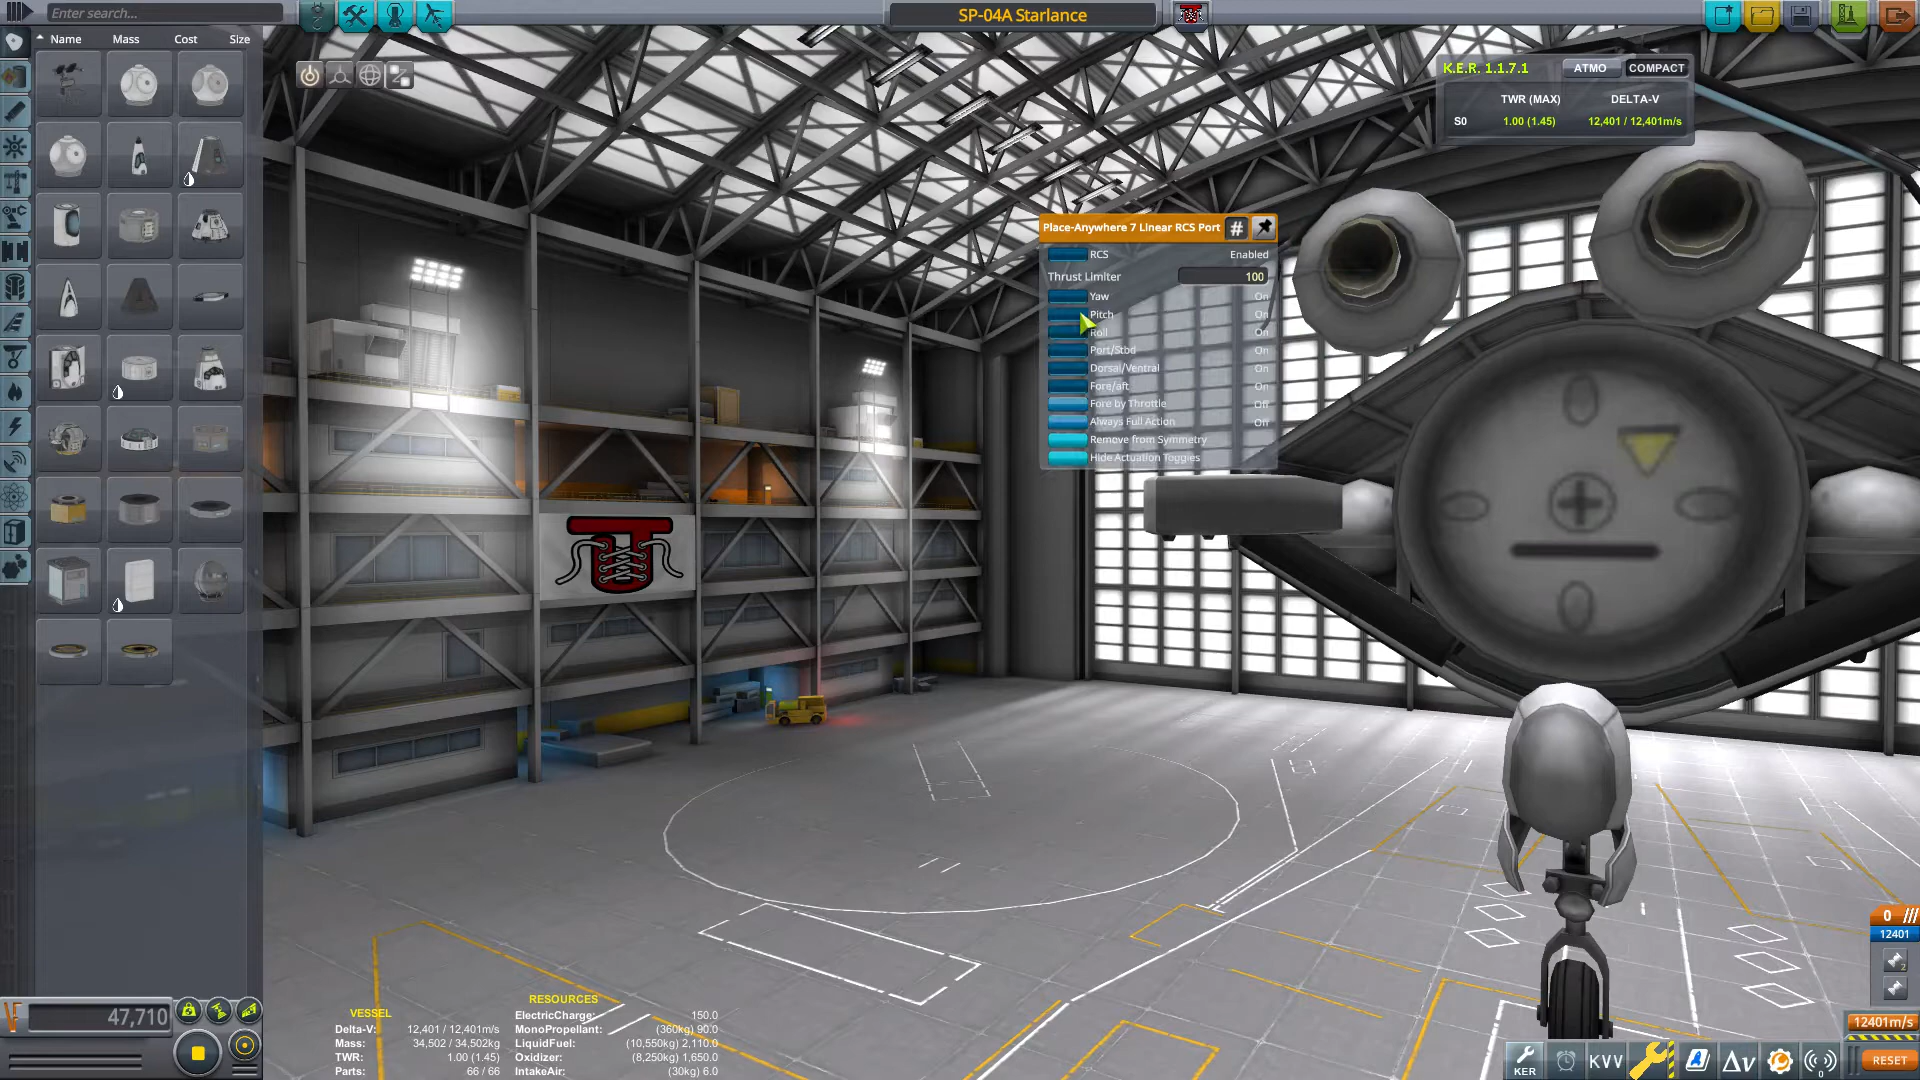 Enter search...
SP-04A Starlance
Name Mass Cost Size
K.E.R. 1.1.7.1 ATMO COMPACT
TWR (MAX) DELTA-V
S0 1.00 (1.45) 12,401 / 12,401m/s
Place-Anywhere 7 Linear RCS Port #
RCS Enabled
Thrust Limiter 100
Yaw On
Pitch On
Roll On
Port/Stbd On
Dorsal/Ventral On
Fore/aft On
Fore by Throttle Off
Always Full Action Off
Remove from Symmetry
Hide Actuation Toggles
0
12401
2
12401m/s
47,710
VESSEL
Delta-V: 12,401 / 12,401m/s
Mass: 34,502 / 34,502kg
TWR: 1.00 (1.45)
Parts: 66 / 66
RESOURCES
ElectricCharge: 150.0
MonoPropellant: (360kg) 90.0
LiquidFuel: (10,550kg) 2,110.0
Oxidizer: (8,250kg) 1,650.0
IntakeAir: (30kg) 6.0
KER KVV Δv 0 RESET